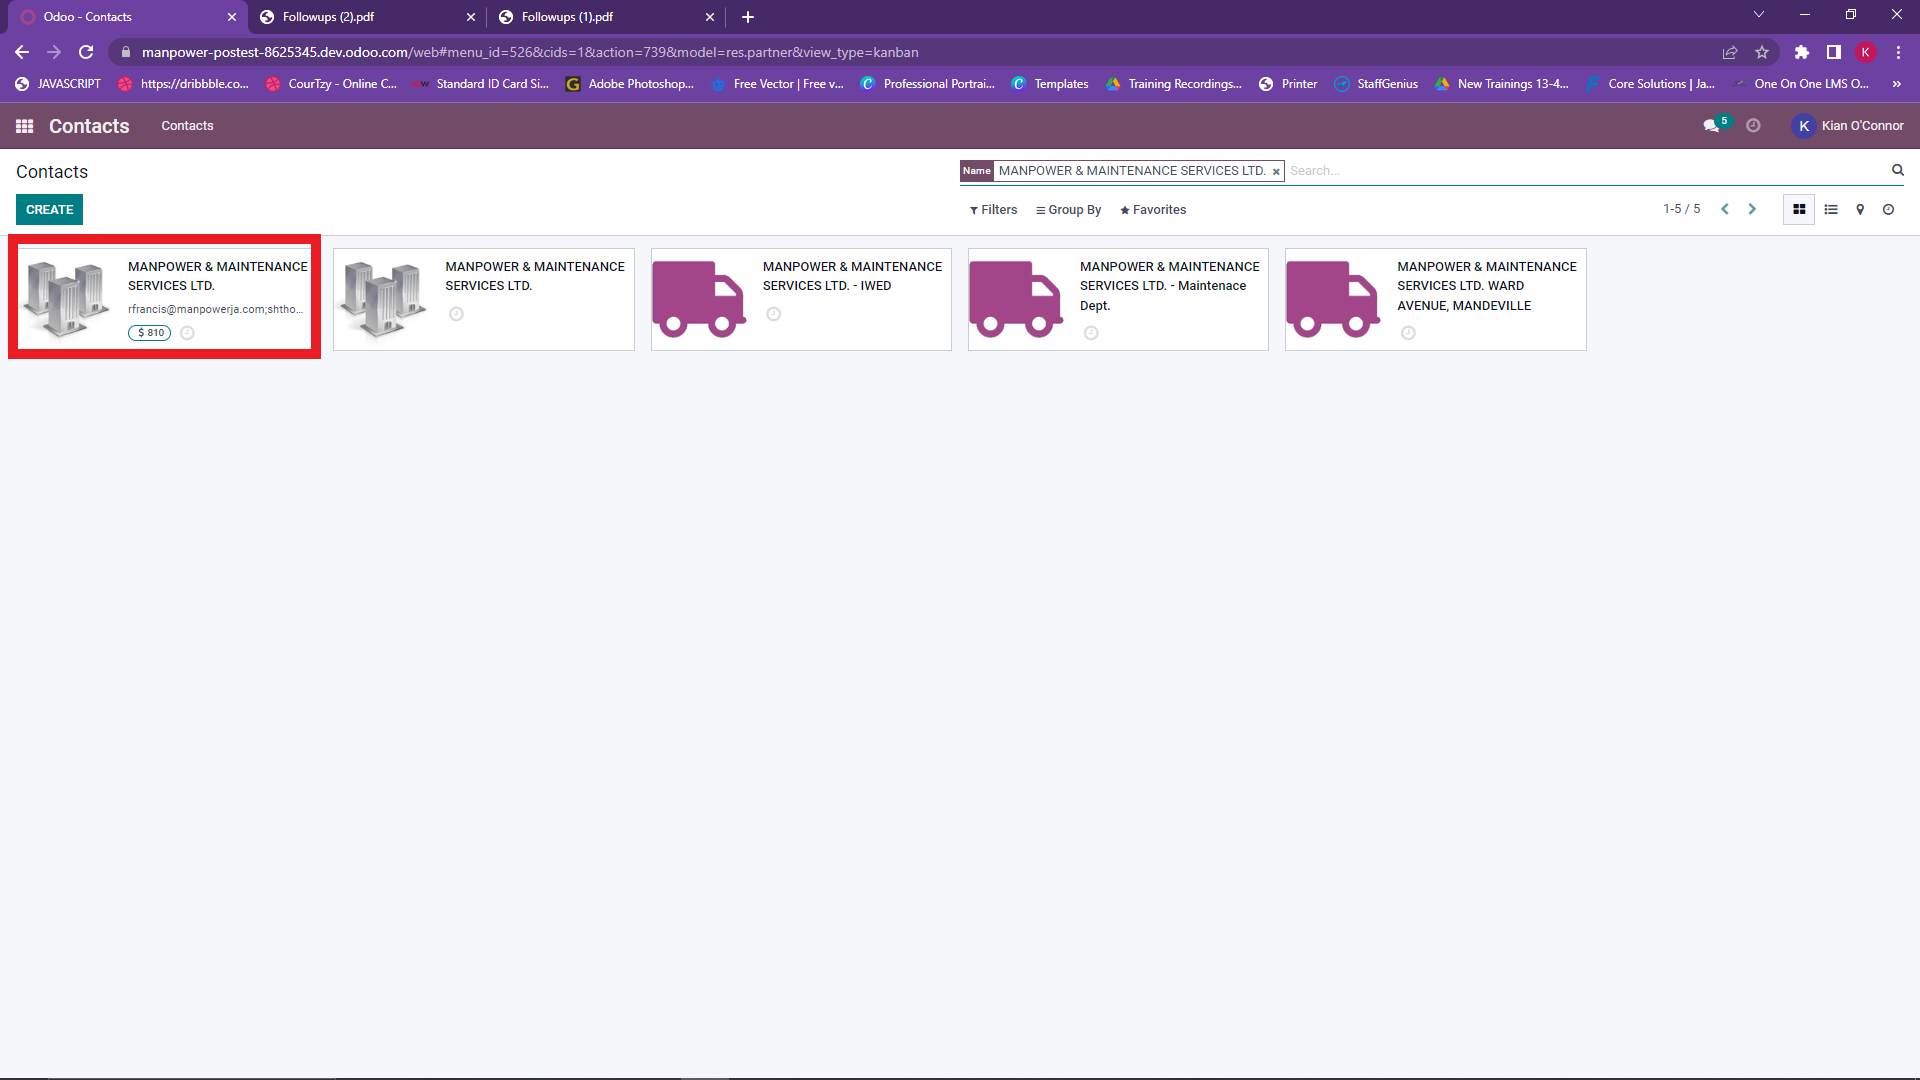 Odoo - Contacts
Followups (2).pdf
Followups (1).pdf
manpower-postest-8625345.dev.odoo.com/web#menu_id=526&cids=1&action=739&model=res.partner&view_type=kanban
K
JAVASCRIPT
https://dribbble.co...
CourTzy - Online C...
Standard ID Card Si...
Adobe Photoshop...
Free Vector | Free v...
Professional Portrai...
Templates
Training Recordings...
Printer
StaffGenius
New Trainings 13-4...
Core Solutions | Ja...
One On One LMS O...
Contacts
Contacts
5
K
Kian O'Connor
Contacts
Name
MANPOWER & MAINTENANCE SERVICES LTD.
Search...
CREATE
Filters
Group By
Favorites
1-5 / 5
MANPOWER & MAINTENANCE
SERVICES LTD.
rfrancis@manpowerja.com;shtho...
$ 810
MANPOWER & MAINTENANCE
SERVICES LTD.
MANPOWER & MAINTENANCE
SERVICES LTD. - IWED
MANPOWER & MAINTENANCE
SERVICES LTD. - Maintenace
Dept.
MANPOWER & MAINTENANCE
SERVICES LTD. WARD
AVENUE, MANDEVILLE